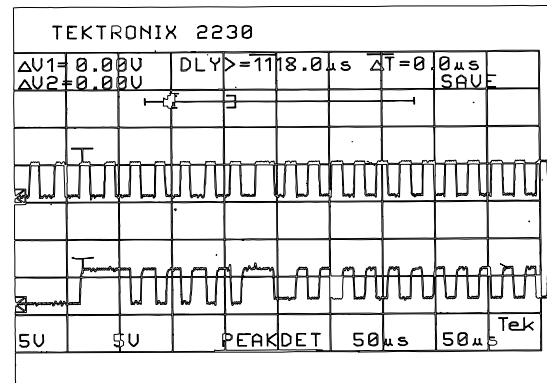 TEKTRONIX 2230
ΔV1= 0.00V DLY>=1118.0µs ΔT=0.0µs
ΔV2=0.00V SAVE
Tek
5V 5V PEAKDET 50µs 50µs